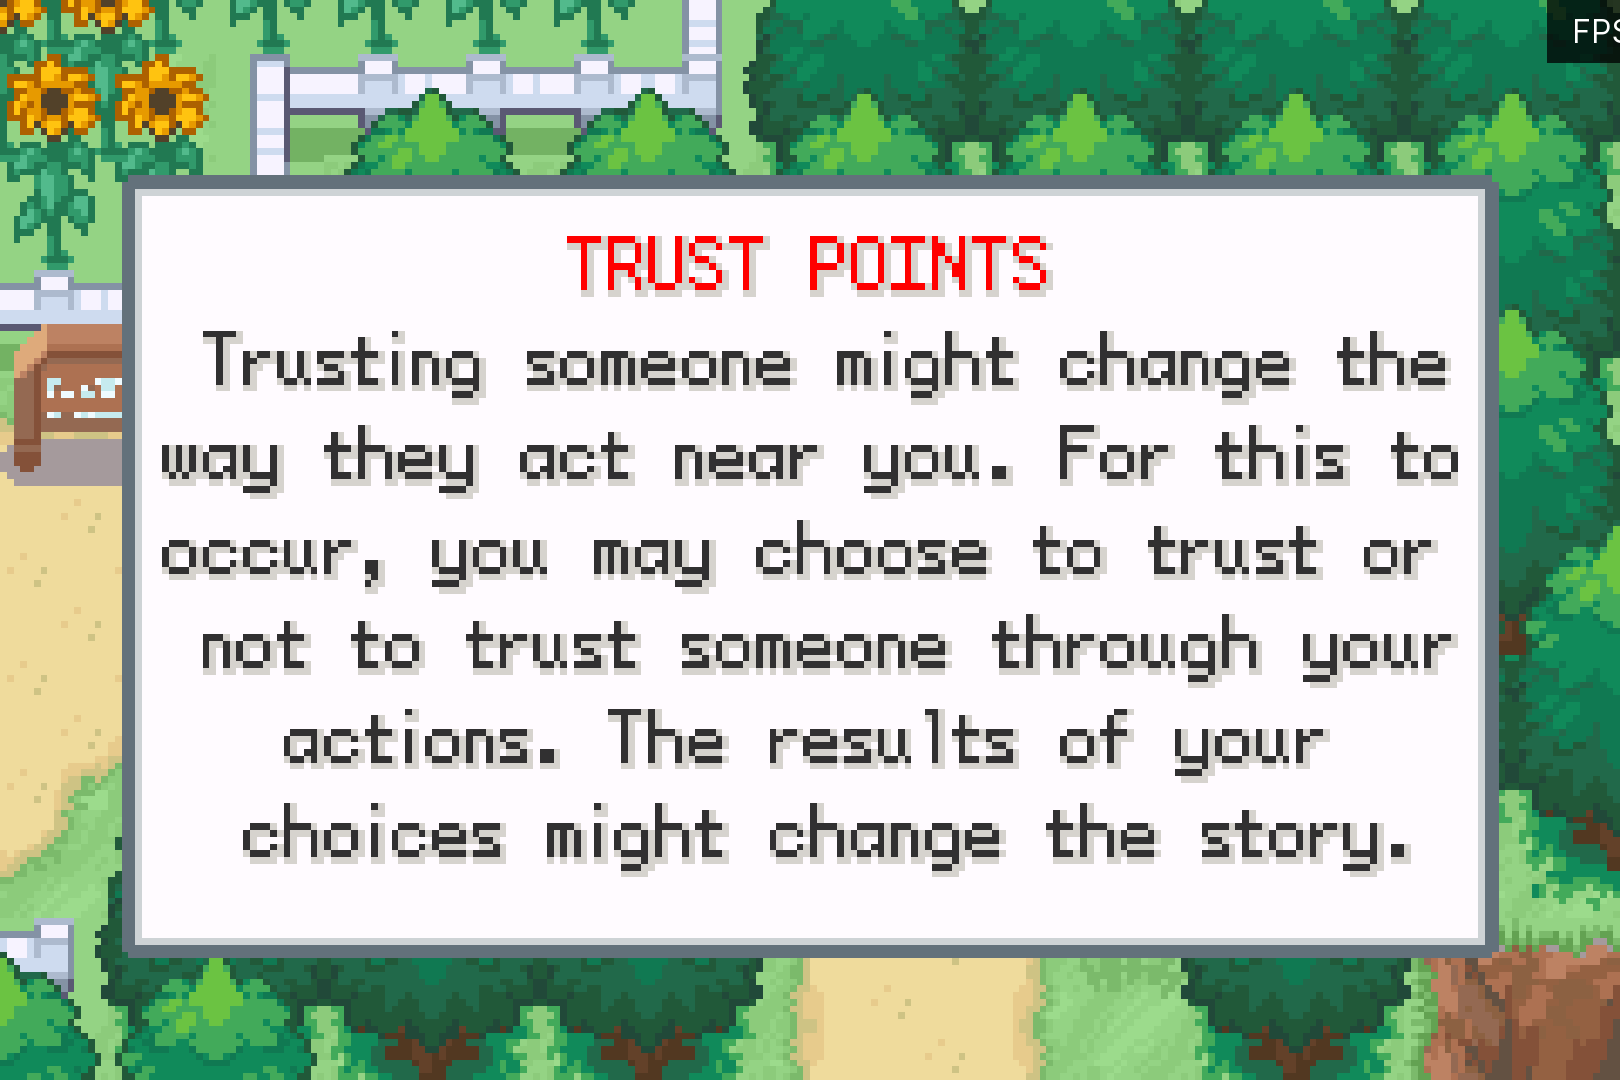 FPS
TRUST POINTS
Trusting someone might change the
way they act near you. For this to
occur, you may choose to trust or
not to trust someone through your
actions. The results of your
choices might change the story.